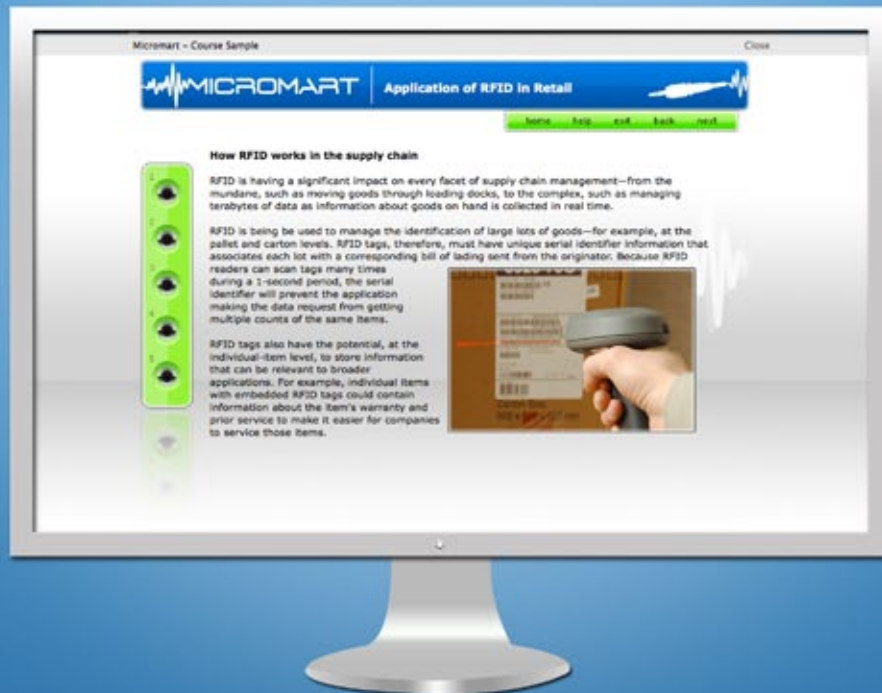 Micromart – Course Sample
Close
MICROMART
Application of RFID in Retail
home help exit back next
How RFID works in the supply chain
RFID is having a significant impact on every facet of supply chain management—from the
mundane, such as moving goods through loading docks, to the complex, such as managing
terabytes of data as information about goods on hand is collected in real time.
RFID is being be used to manage the identification of large lots of goods—for example, at the
pallet and carton levels. RFID tags, therefore, must have unique serial identifier information that
associates each lot with a corresponding bill of lading sent from the originator. Because RFID
readers can scan tags many times
during a 1-second period, the serial
identifier will prevent the application
making the data request from getting
multiple counts of the same items.
RFID tags also have the potential, at the
individual-item level, to store information
that can be relevant to broader
applications. For example, individual items
with embedded RFID tags could contain
information about the item's warranty and
prior service to make it easier for companies
to service those items.
1
2
3
4
5